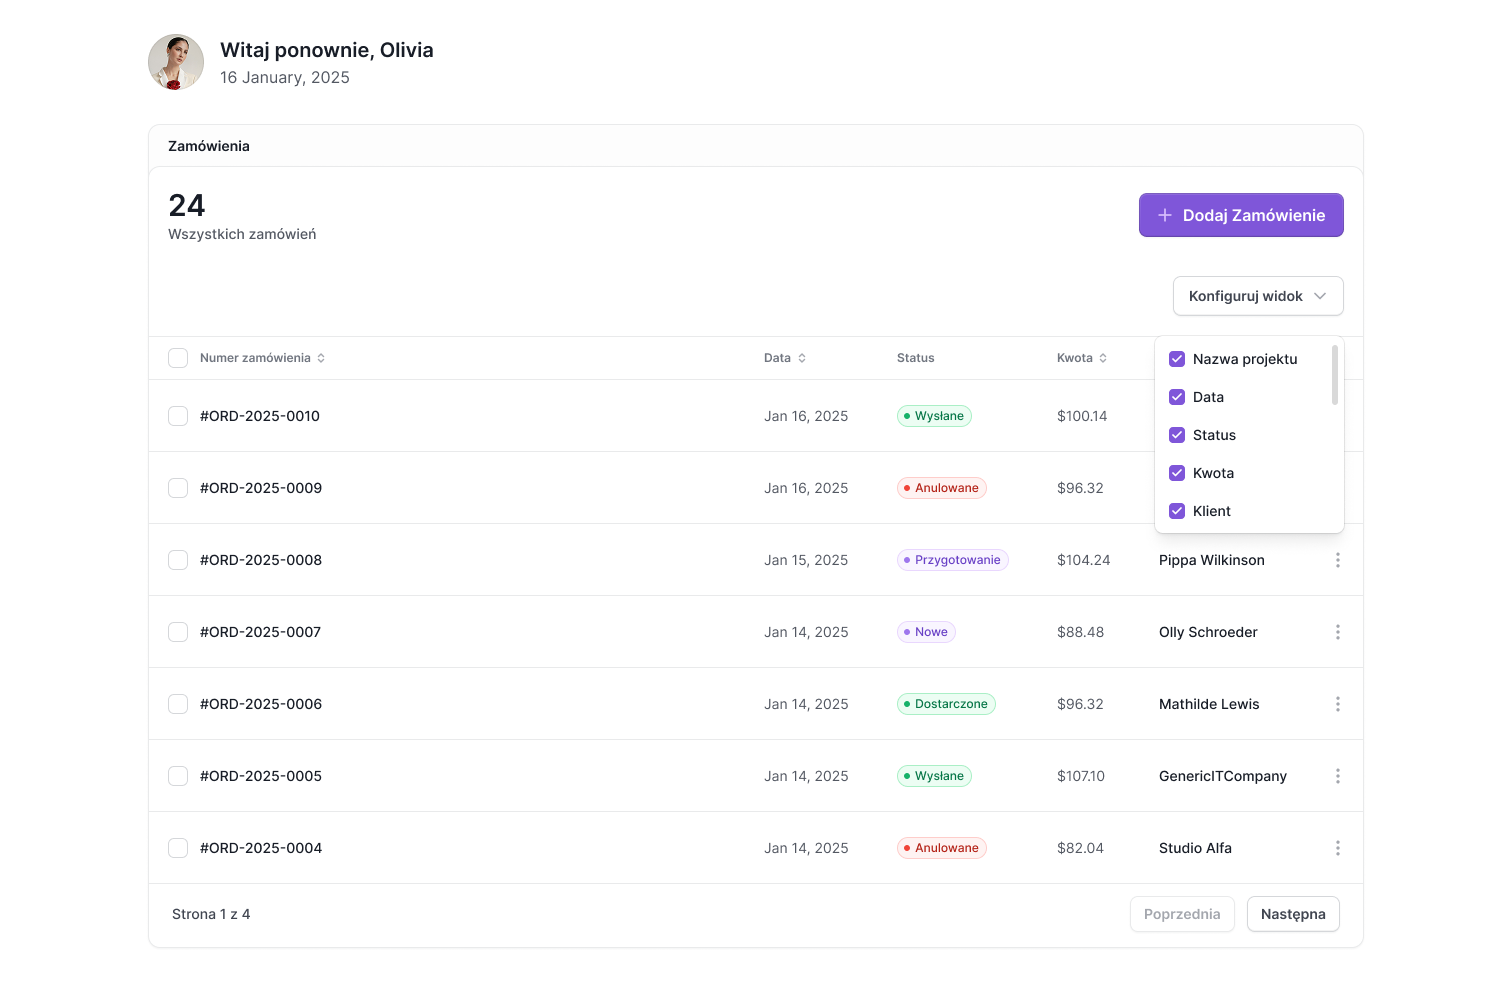 Witaj ponownie, Olivia
16 January, 2025
Zamówienia
24
Wszystkich zamówień
Dodaj Zamówienie
Konfiguruj widok
Numer zamówienia Data Status Kwota
Nazwa projektu
Data
Status
Kwota
Klient
#ORD-2025-0010 Jan 16, 2025 Wysłane $100.14
#ORD-2025-0009 Jan 16, 2025 Anulowane $96.32
#ORD-2025-0008 Jan 15, 2025 Przygotowanie $104.24 Pippa Wilkinson
#ORD-2025-0007 Jan 14, 2025 Nowe $88.48 Olly Schroeder
#ORD-2025-0006 Jan 14, 2025 Dostarczone $96.32 Mathilde Lewis
#ORD-2025-0005 Jan 14, 2025 Wysłane $107.10 GenericITCompany
#ORD-2025-0004 Jan 14, 2025 Anulowane $82.04 Studio Alfa
Strona 1 z 4 Poprzednia Następna